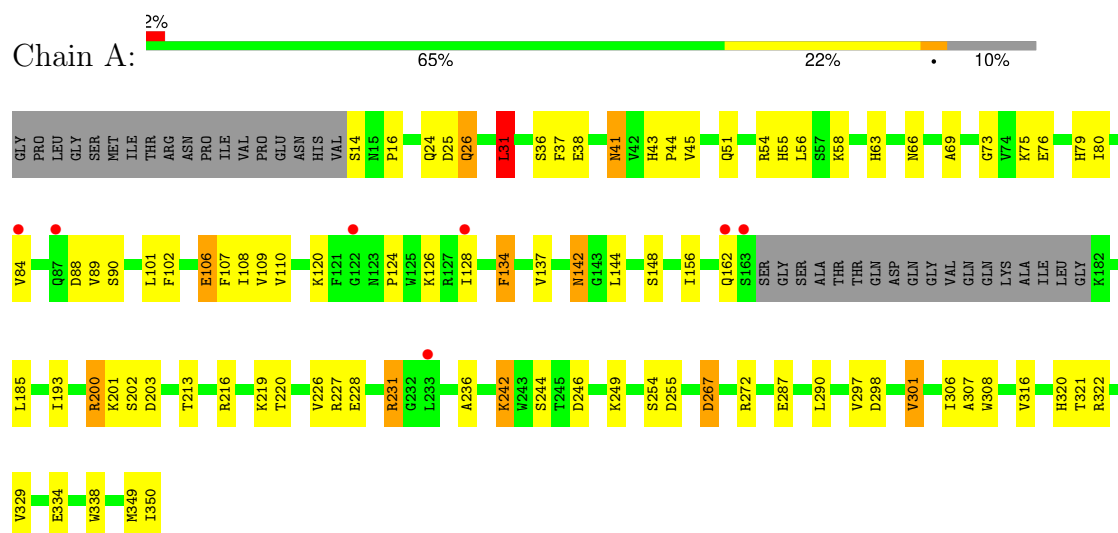 2%
Chain A:
65% 22% • 10%
GLY PRO LEU GLY SER MET ILE THR ARG ASN PRO ILE VAL PRO GLU ASN HIS VAL S14 N15 P16 Q24 D25 Q26 L31 S36 F37 E38 N41 V42 H43 P44 V45 Q51 R54 H55 L56 S57 K58 H63 N66 A69 G73 V74 K75 E76 H79 I80
V84 Q87 D88 V89 S90 L101 F102 E106 F107 I108 V109 V110 K120 F121 G122 N123 P124 W125 K126 R127 I128 F134 V137 N142 G143 L144 S148 I156 Q162 S163 SER GLY SER ALA THR THR GLN ASP GLN GLY VAL GLN GLN LYS ALA ILE LEU GLY K182
L185 I193 R200 K201 S202 D203 T213 R216 K219 T220 V226 R227 E228 R231 G232 L233 A236 K242 W243 S244 T245 D246 K249 S254 D255 D267 R272 E287 L290 V297 D298 V301 I306 A307 W308 V316 H320 T321 R322
V329 E334 W338 M349 I350